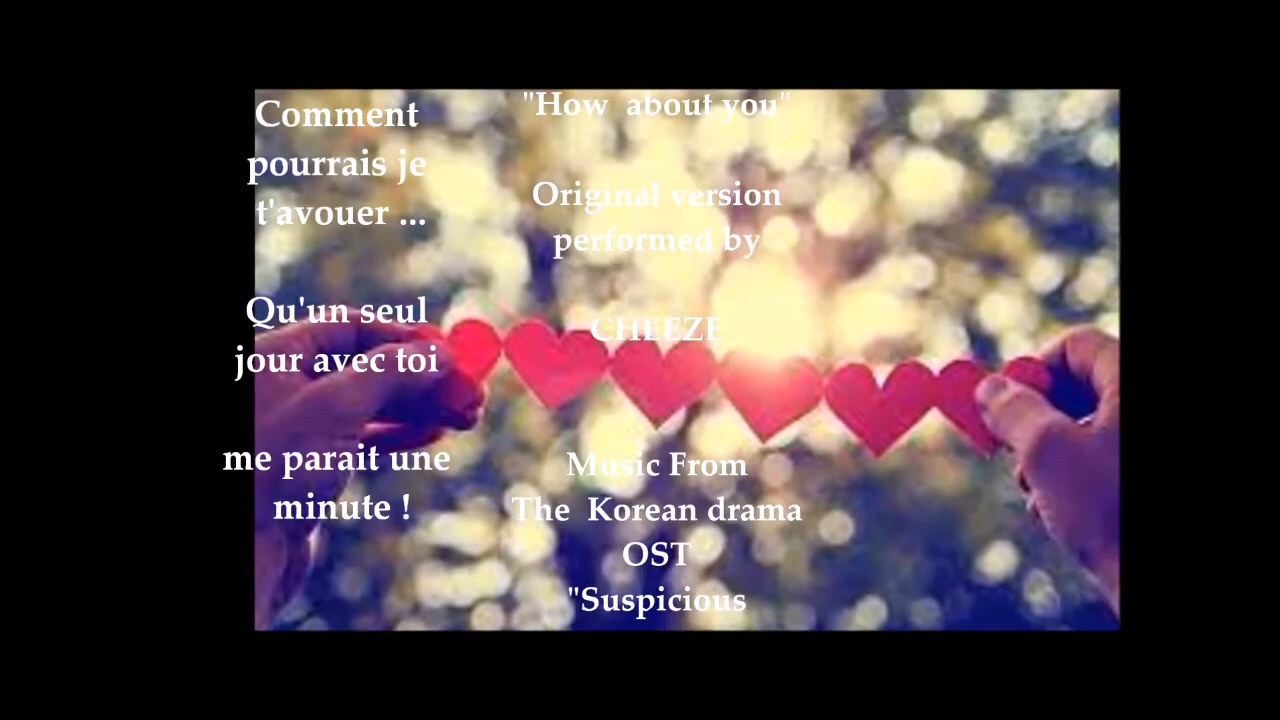 Comment
pourrais je
t'avouer ...
Qu'un seul
jour avec toi
me parait une
minute !
"How about you"
Original version
performed by
CHEEZE
Music From
The Korean drama
OST
"Suspicious